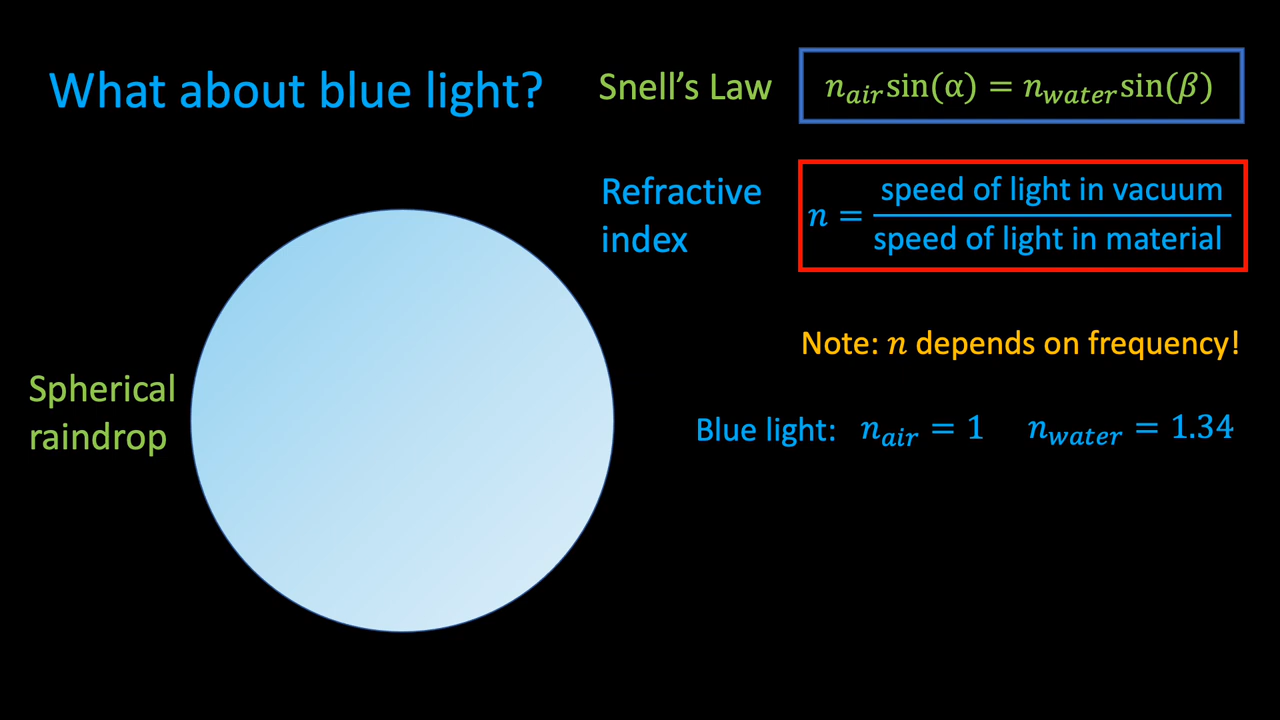 What about blue light?
Snell's Law
n_air sin(α) = n_water sin(β)
Refractive
index
n = speed of light in vacuum / speed of light in material
Note: n depends on frequency!
Spherical
raindrop
Blue light: n_air = 1 n_water = 1.34